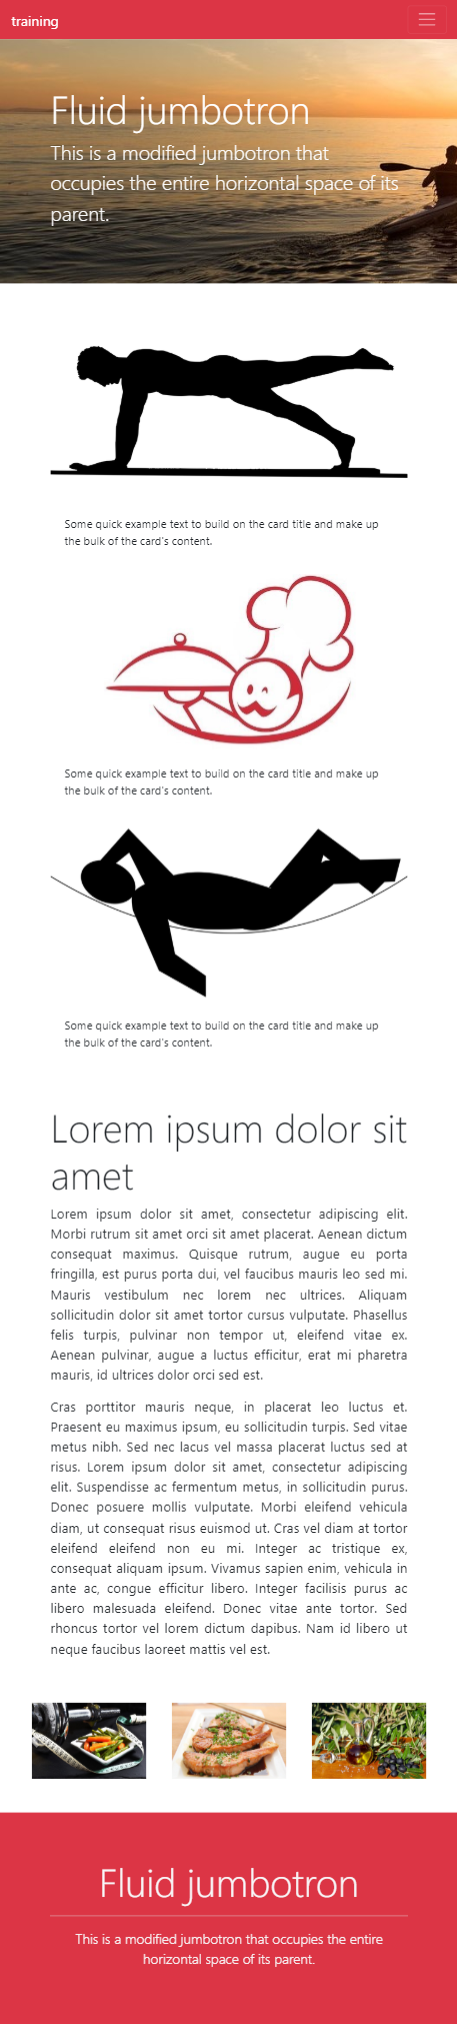 training
Fluid jumbotron
This is a modified jumbotron that
occupies the entire horizontal space of its
parent.
Some quick example text to build on the card title and make up
the bulk of the card's content.
Some quick example text to build on the card title and make up
the bulk of the card's content.
Some quick example text to build on the card title and make up
the bulk of the card's content.
Lorem ipsum dolor sit
amet
Lorem ipsum dolor sit amet, consectetur adipiscing elit.
Morbi rutrum sit amet orci sit amet placerat. Aenean dictum
consequat maximus. Quisque rutrum, augue eu porta
fringilla, est purus porta dui, vel faucibus mauris leo sed mi.
Mauris vestibulum nec lorem nec ultrices. Aliquam
sollicitudin dolor sit amet tortor cursus vulputate. Phasellus
felis turpis, pulvinar non tempor ut, eleifend vitae ex.
Aenean pulvinar, augue a luctus efficitur, erat mi pharetra
mauris, id ultrices dolor orci sed est.
Cras porttitor mauris neque, in placerat leo luctus et.
Praesent eu maximus ipsum, eu sollicitudin turpis. Sed vitae
metus nibh. Sed nec lacus vel massa placerat luctus sed at
risus. Lorem ipsum dolor sit amet, consectetur adipiscing
elit. Suspendisse ac fermentum metus, in sollicitudin purus.
Donec posuere mollis vulputate. Morbi eleifend vehicula
diam, ut consequat risus euismod ut. Cras vel diam at tortor
eleifend eleifend non eu mi. Integer ac tristique ex,
consequat aliquam ipsum. Vivamus sapien enim, vehicula in
ante ac, congue efficitur libero. Integer facilisis purus ac
libero malesuada eleifend. Donec vitae ante tortor. Sed
rhoncus tortor vel lorem dictum dapibus. Nam id libero ut
neque faucibus laoreet mattis vel est.
Fluid jumbotron
This is a modified jumbotron that occupies the entire
horizontal space of its parent.